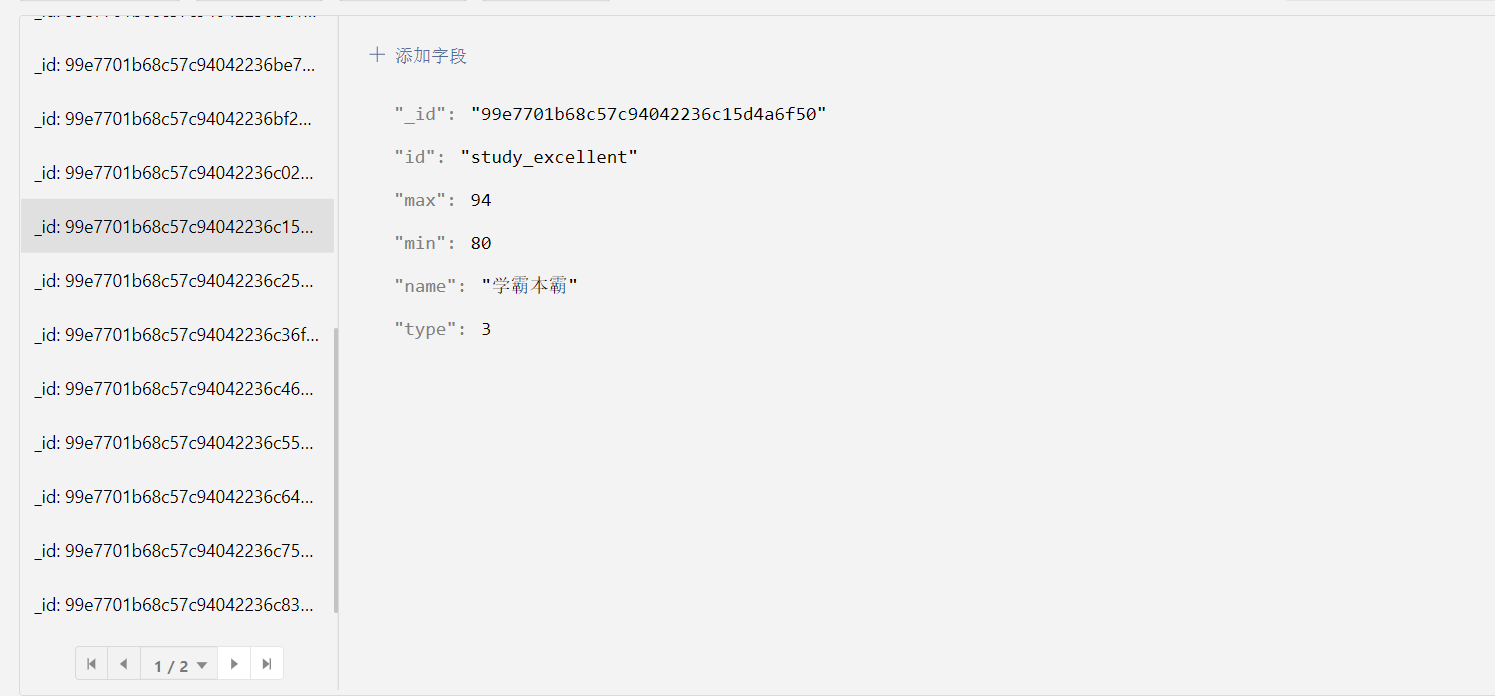 _id: 99e7701b68c57c94042236be7...
_id: 99e7701b68c57c94042236bf2...
_id: 99e7701b68c57c94042236c02...
_id: 99e7701b68c57c94042236c15...
_id: 99e7701b68c57c94042236c25...
_id: 99e7701b68c57c94042236c36f...
_id: 99e7701b68c57c94042236c46...
_id: 99e7701b68c57c94042236c55...
_id: 99e7701b68c57c94042236c64...
_id: 99e7701b68c57c94042236c75...
_id: 99e7701b68c57c94042236c83...
1 / 2
+ 添加字段
"_id": "99e7701b68c57c94042236c15d4a6f50"
"id": "study_excellent"
"max": 94
"min": 80
"name": "学霸本霸"
"type": 3